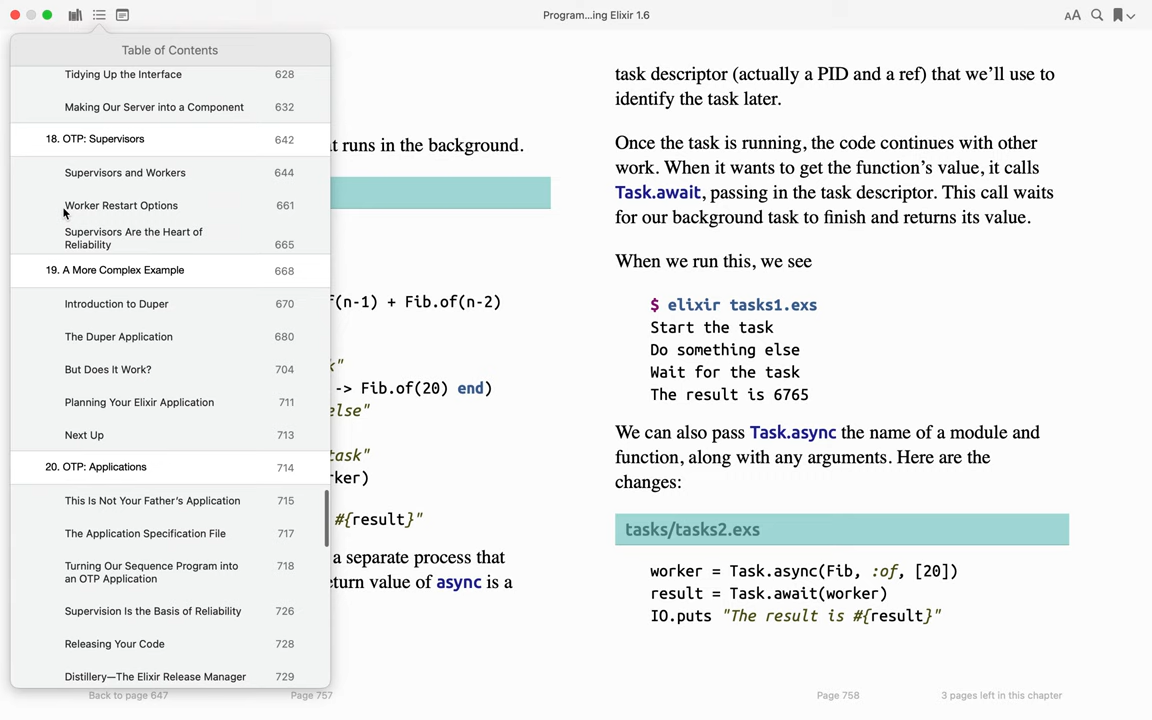 Program...ing Elixir 1.6
AA
Table of Contents
Tidying Up the Interface 628
Making Our Server into a Component 632
18. OTP: Supervisors 642
Supervisors and Workers 644
Worker Restart Options 661
Supervisors Are the Heart of
Reliability 665
19. A More Complex Example 668
Introduction to Duper 670
The Duper Application 680
But Does It Work? 704
Planning Your Elixir Application 711
Next Up 713
20. OTP: Applications 714
This Is Not Your Father's Application 715
The Application Specification File 717
Turning Our Sequence Program into
an OTP Application 718
Supervision Is the Basis of Reliability 726
Releasing Your Code 728
Distillery—The Elixir Release Manager 729
t runs in the background.
f(n-1) + Fib.of(n-2)
k"
-> Fib.of(20) end)
else"
task"
ker)
#{result}"
a separate process that
eturn value of async is a
Back to page 647
Page 757
task descriptor (actually a PID and a ref) that we'll use to
identify the task later.
Once the task is running, the code continues with other
work. When it wants to get the function's value, it calls
Task.await, passing in the task descriptor. This call waits
for our background task to finish and returns its value.
When we run this, we see
$ elixir tasks1.exs
Start the task
Do something else
Wait for the task
The result is 6765
We can also pass Task.async the name of a module and
function, along with any arguments. Here are the
changes:
tasks/tasks2.exs
worker = Task.async(Fib, :of, [20])
result = Task.await(worker)
IO.puts "The result is #{result}"
Page 758
3 pages left in this chapter